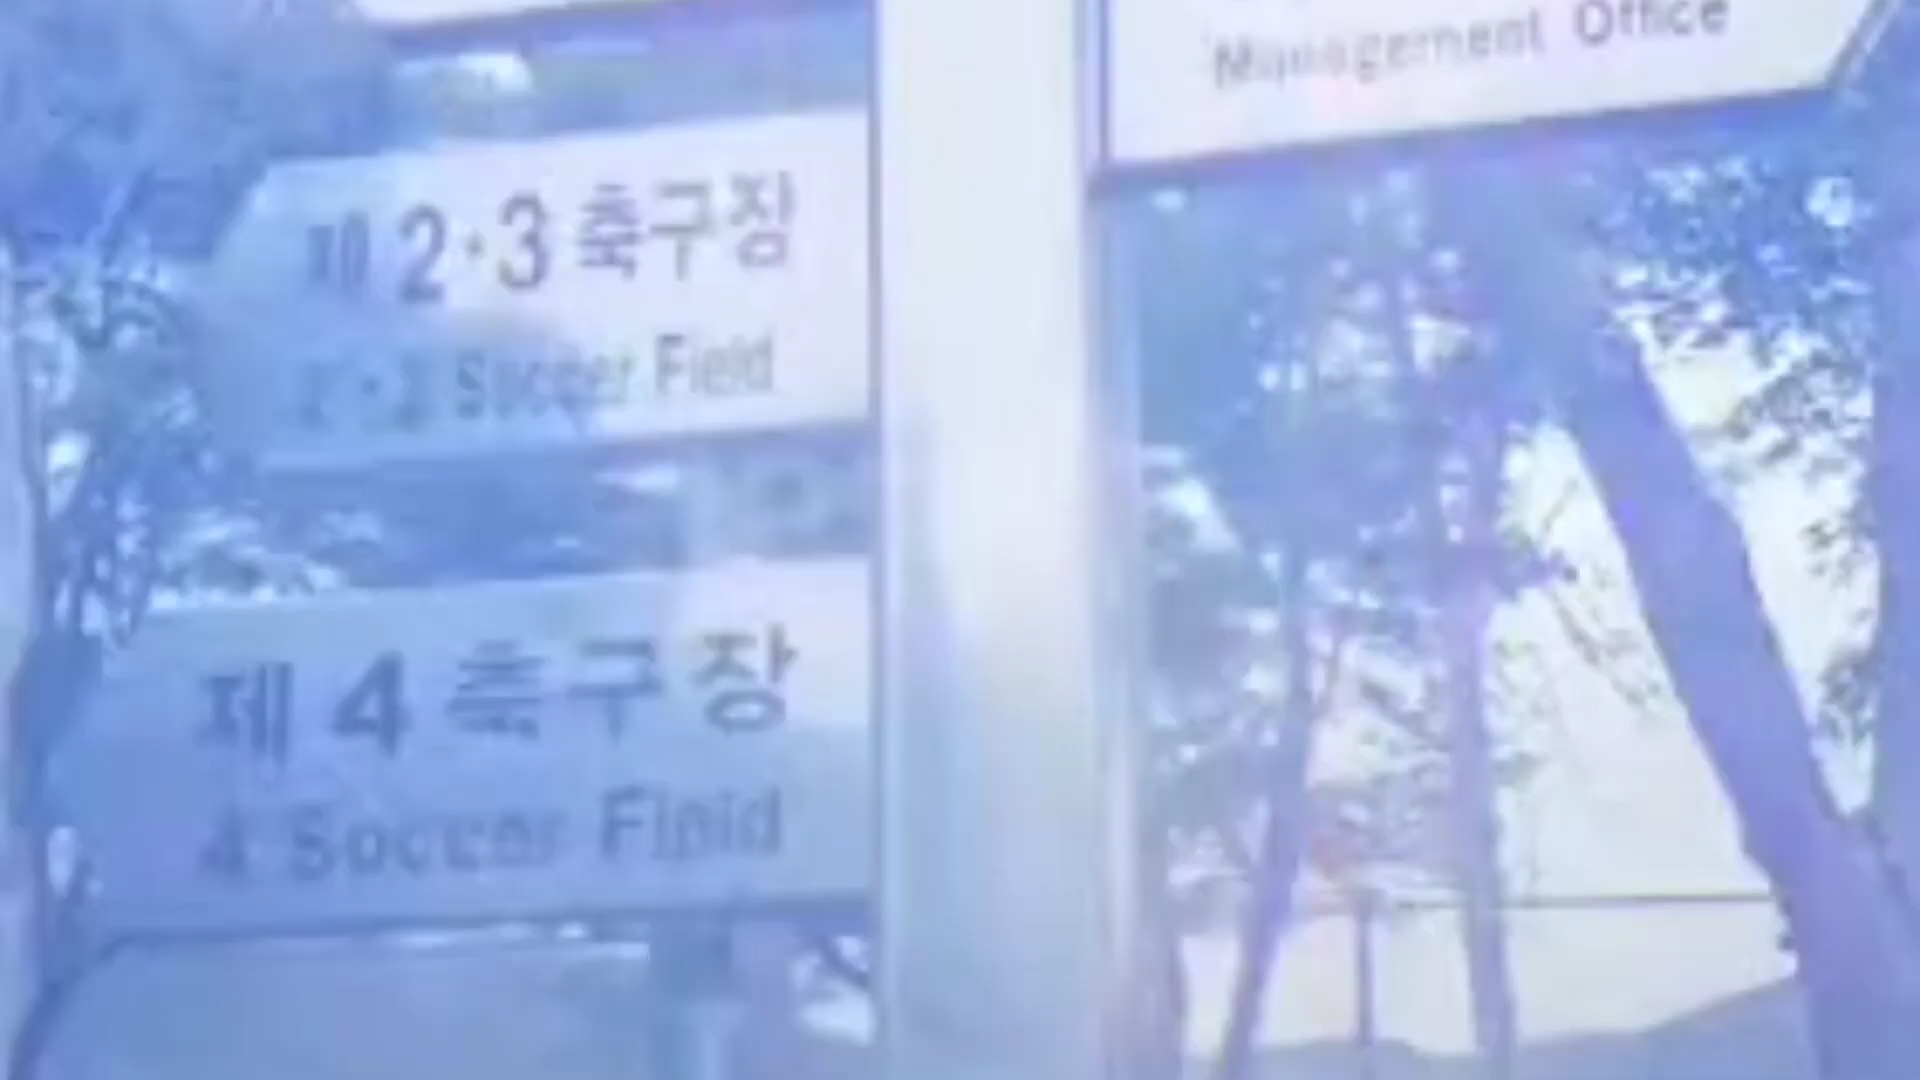 제 2·3 축구장
Soccer Field
제 4 축구장
4 Soccer Field
Management Office